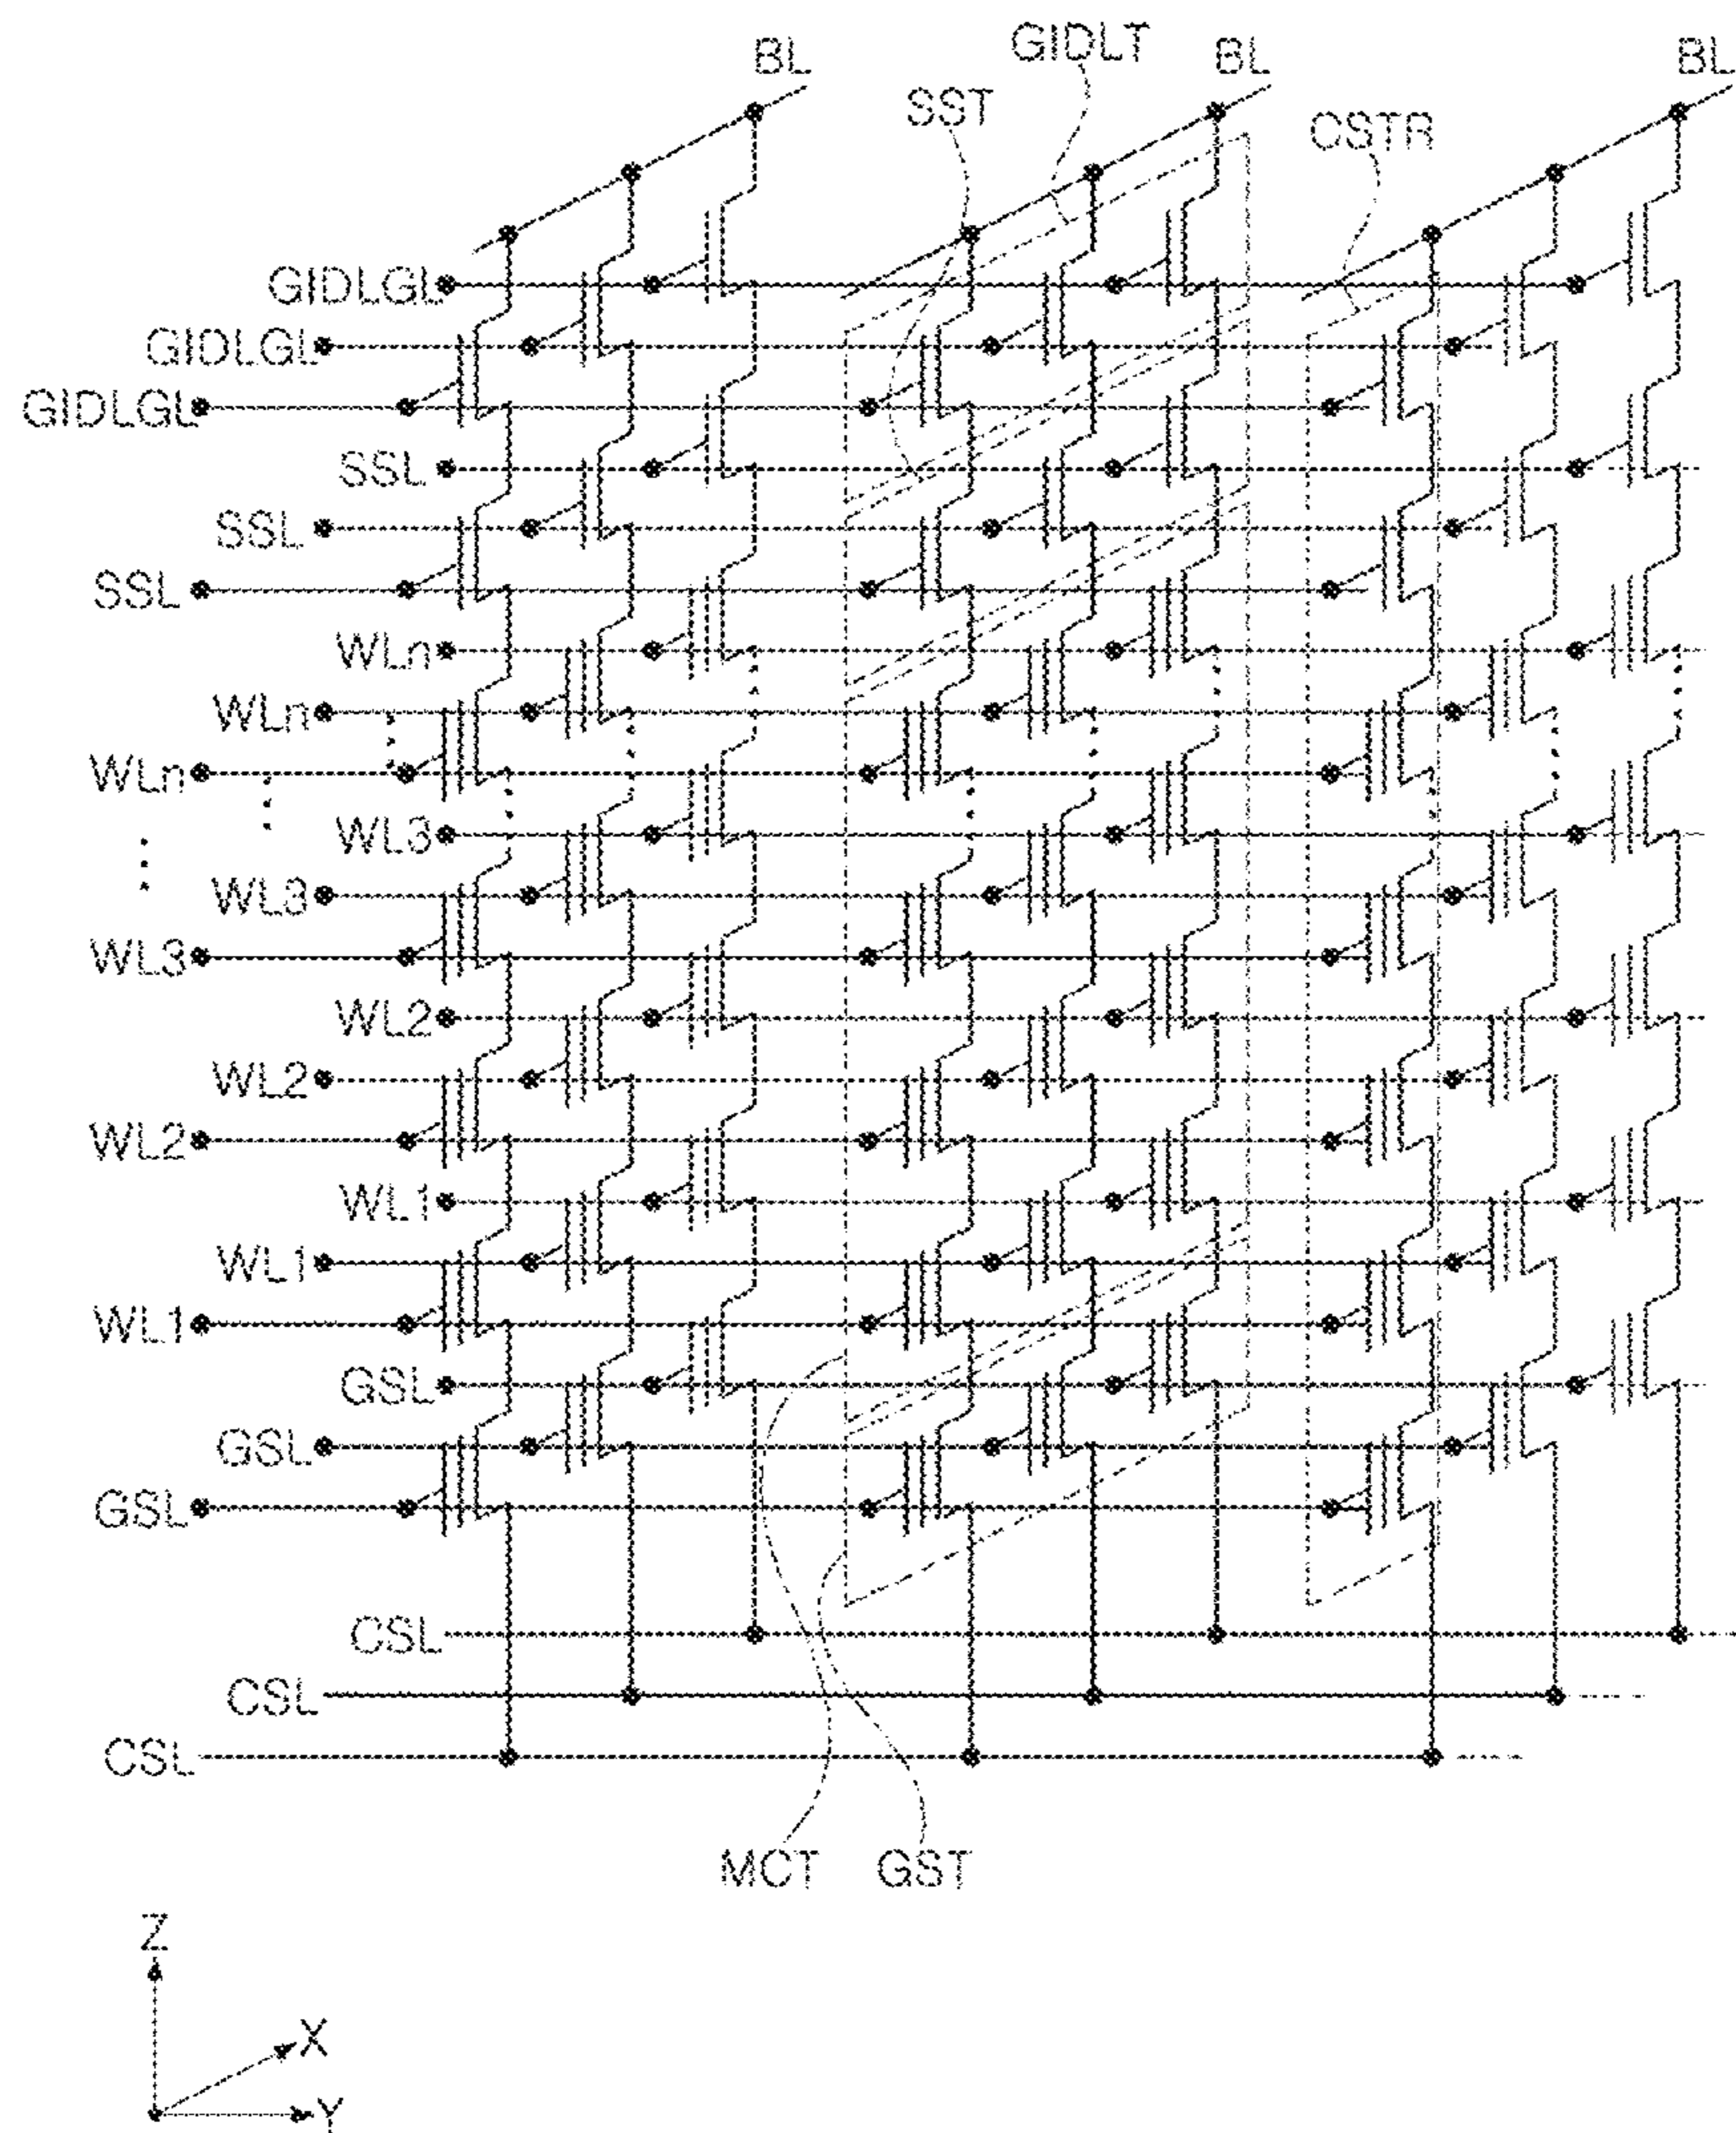 BL
GIDLT
BL
BL
SST
CSTR
GIDLGL
GIDLGL
GIDLGL
SSL
SSL
SSL
WLn
WLn
WLn
WL3
WL3
WL3
WL2
WL2
WL2
WL1
WL1
WL1
GSL
GSL
GSL
CSL
CSL
CSL
MCT GST
Z
X
Y